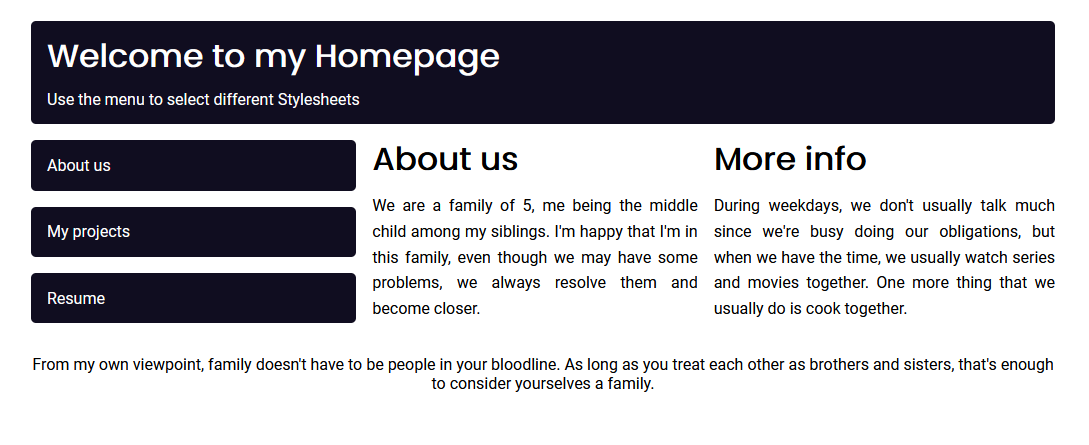 Welcome to my Homepage
Use the menu to select different Stylesheets
About us
My projects
Resume
About us
We are a family of 5, me being the middle
child among my siblings. I'm happy that I'm in
this family, even though we may have some
problems, we always resolve them and
become closer.
More info
During weekdays, we don't usually talk much
since we're busy doing our obligations, but
when we have the time, we usually watch series
and movies together. One more thing that we
usually do is cook together.
From my own viewpoint, family doesn't have to be people in your bloodline. As long as you treat each other as brothers and sisters, that's enough
to consider yourselves a family.